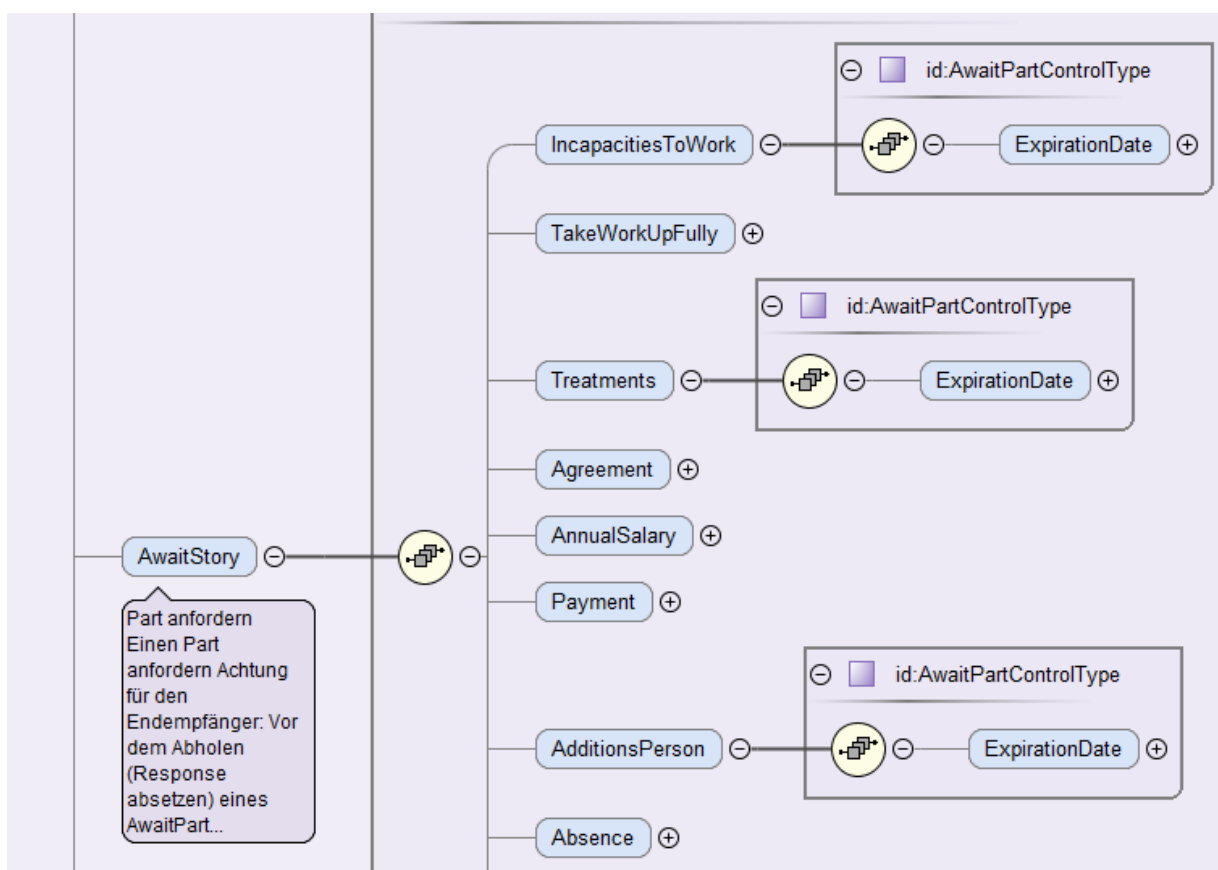 id:AwaitPartControlType
IncapacitiesToWork
ExpirationDate
TakeWorkUpFully
id:AwaitPartControlType
Treatments
ExpirationDate
Agreement
AnnualSalary
AwaitStory
Part anfordern
Einen Part
anfordern Achtung
für den
Endempfänger: Vor
dem Abholen
(Response
absetzen) eines
AwaitPart...
Payment
id:AwaitPartControlType
AdditionsPerson
ExpirationDate
Absence